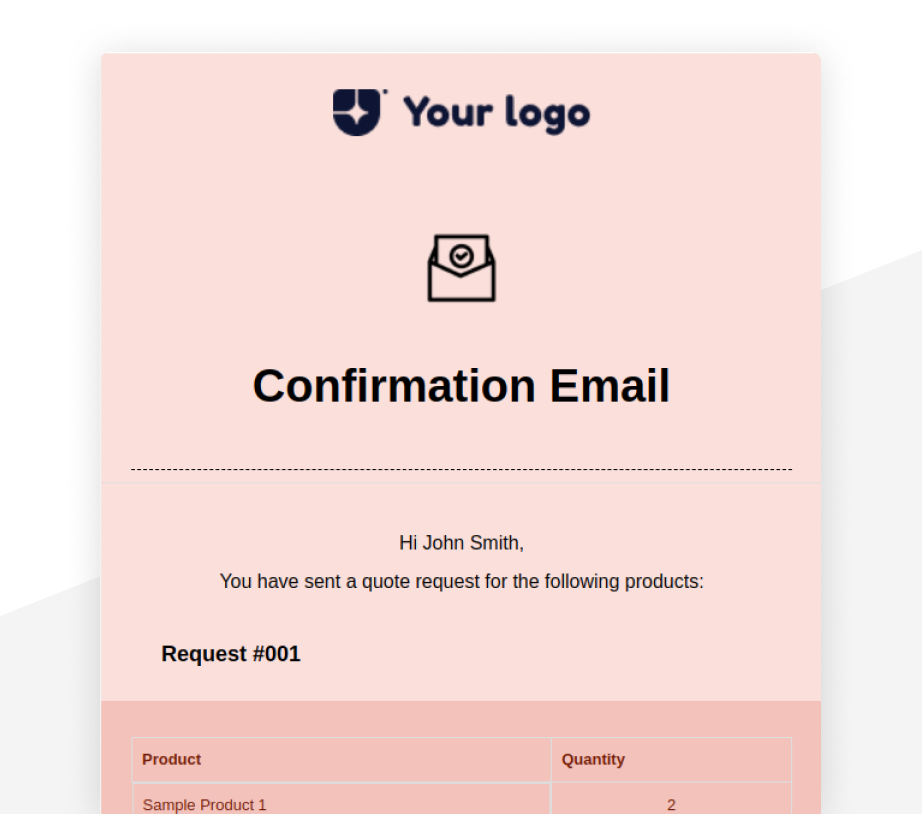 Your logo
Confirmation Email
Hi John Smith,
You have sent a quote request for the following products:
Request #001
Product Quantity
Sample Product 1 2